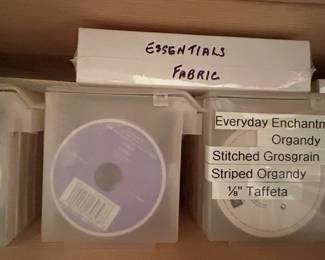 ESSENTIALS
FABRIC
Everyday Enchantm
Organdy
Stitched Grosgrain
Striped Organdy
⅛" Taffeta